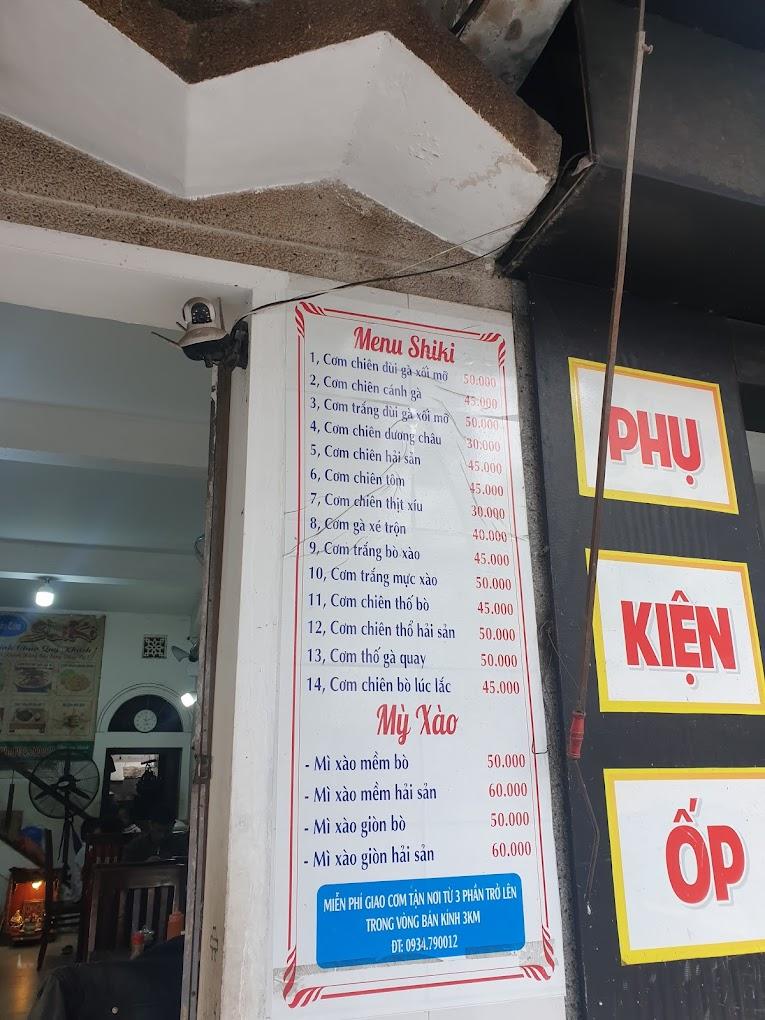 Menu Shiki
1, Cơm chiên đùi gà xối mỡ 50.000
2, Cơm chiên cánh gà 45.000
3, Cơm trắng đùi gà xối mỡ 50.000
4, Cơm chiên dương châu 30.000
5, Cơm chiên hải sản 45.000
6, Cơm chiên tôm 45.000
7, Cơm chiên thịt xíu 30.000
8, Cơm gà xé trộn 40.000
9, Cơm trắng bò xào 45.000
10, Cơm trắng mực xào 50.000
11, Cơm chiên thố bò 45.000
12, Cơm chiên thố hải sản 50.000
13, Cơm thố gà quay 50.000
14, Cơm chiên bò lúc lắc 45.000
Mỳ Xào
- Mì xào mềm bò 50.000
- Mì xào mềm hải sản 60.000
- Mì xào giòn bò 50.000
- Mì xào giòn hải sản 60.000
MIỄN PHÍ GIAO CƠM TẬN NƠI TỪ 3 PHẦN TRỞ LÊN
TRONG VÒNG BÁN KÍNH 3KM
ĐT: 0934.790012
PHỤ
KIỆN
ỐP